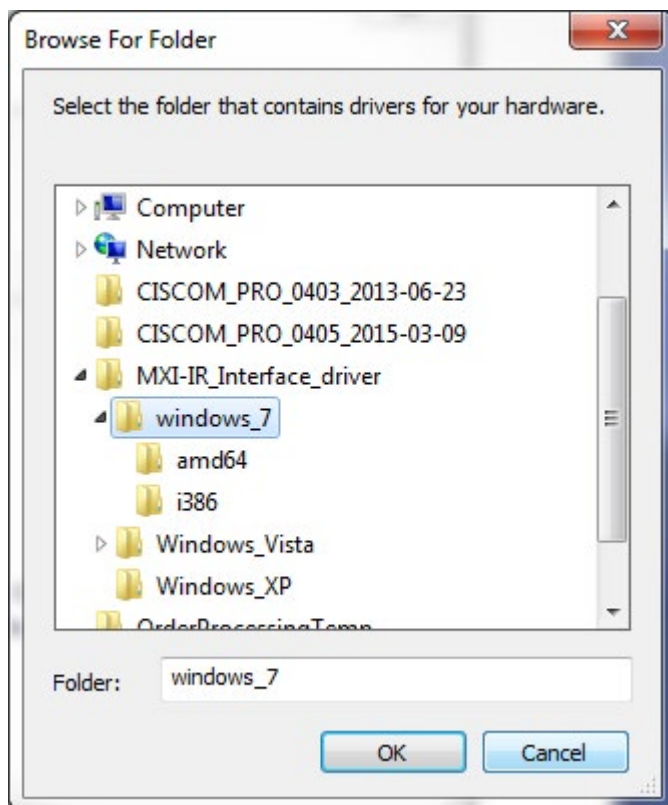 Browse For Folder
Select the folder that contains drivers for your hardware.
Computer
Network
CISCOM_PRO_0403_2013-06-23
CISCOM_PRO_0405_2015-03-09
MXI-IR_Interface_driver
windows_7
amd64
i386
Windows_Vista
Windows_XP
OrderProcessingTemp
Folder: windows_7
OK Cancel